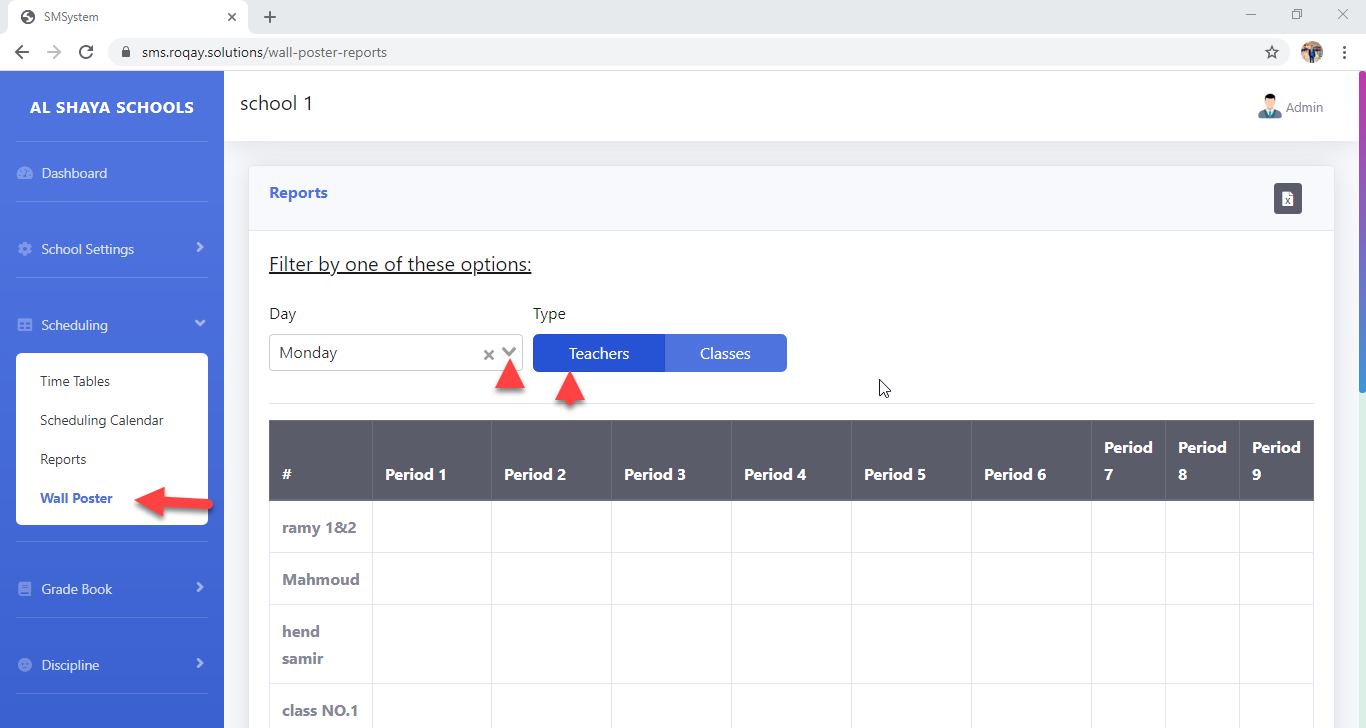 SMSystem
sms.roqay.solutions/wall-poster-reports
AL SHAYA SCHOOLS
Dashboard
School Settings
Scheduling
Time Tables
Scheduling Calendar
Reports
Wall Poster
Grade Book
Discipline
school 1
Admin
Reports
Filter by one of these options:
Day
Type
Monday
Teachers
Classes
# Period 1 Period 2 Period 3 Period 4 Period 5 Period 6 Period 7 Period 8 Period 9
ramy 1&2
Mahmoud
hend
samir
class NO.1